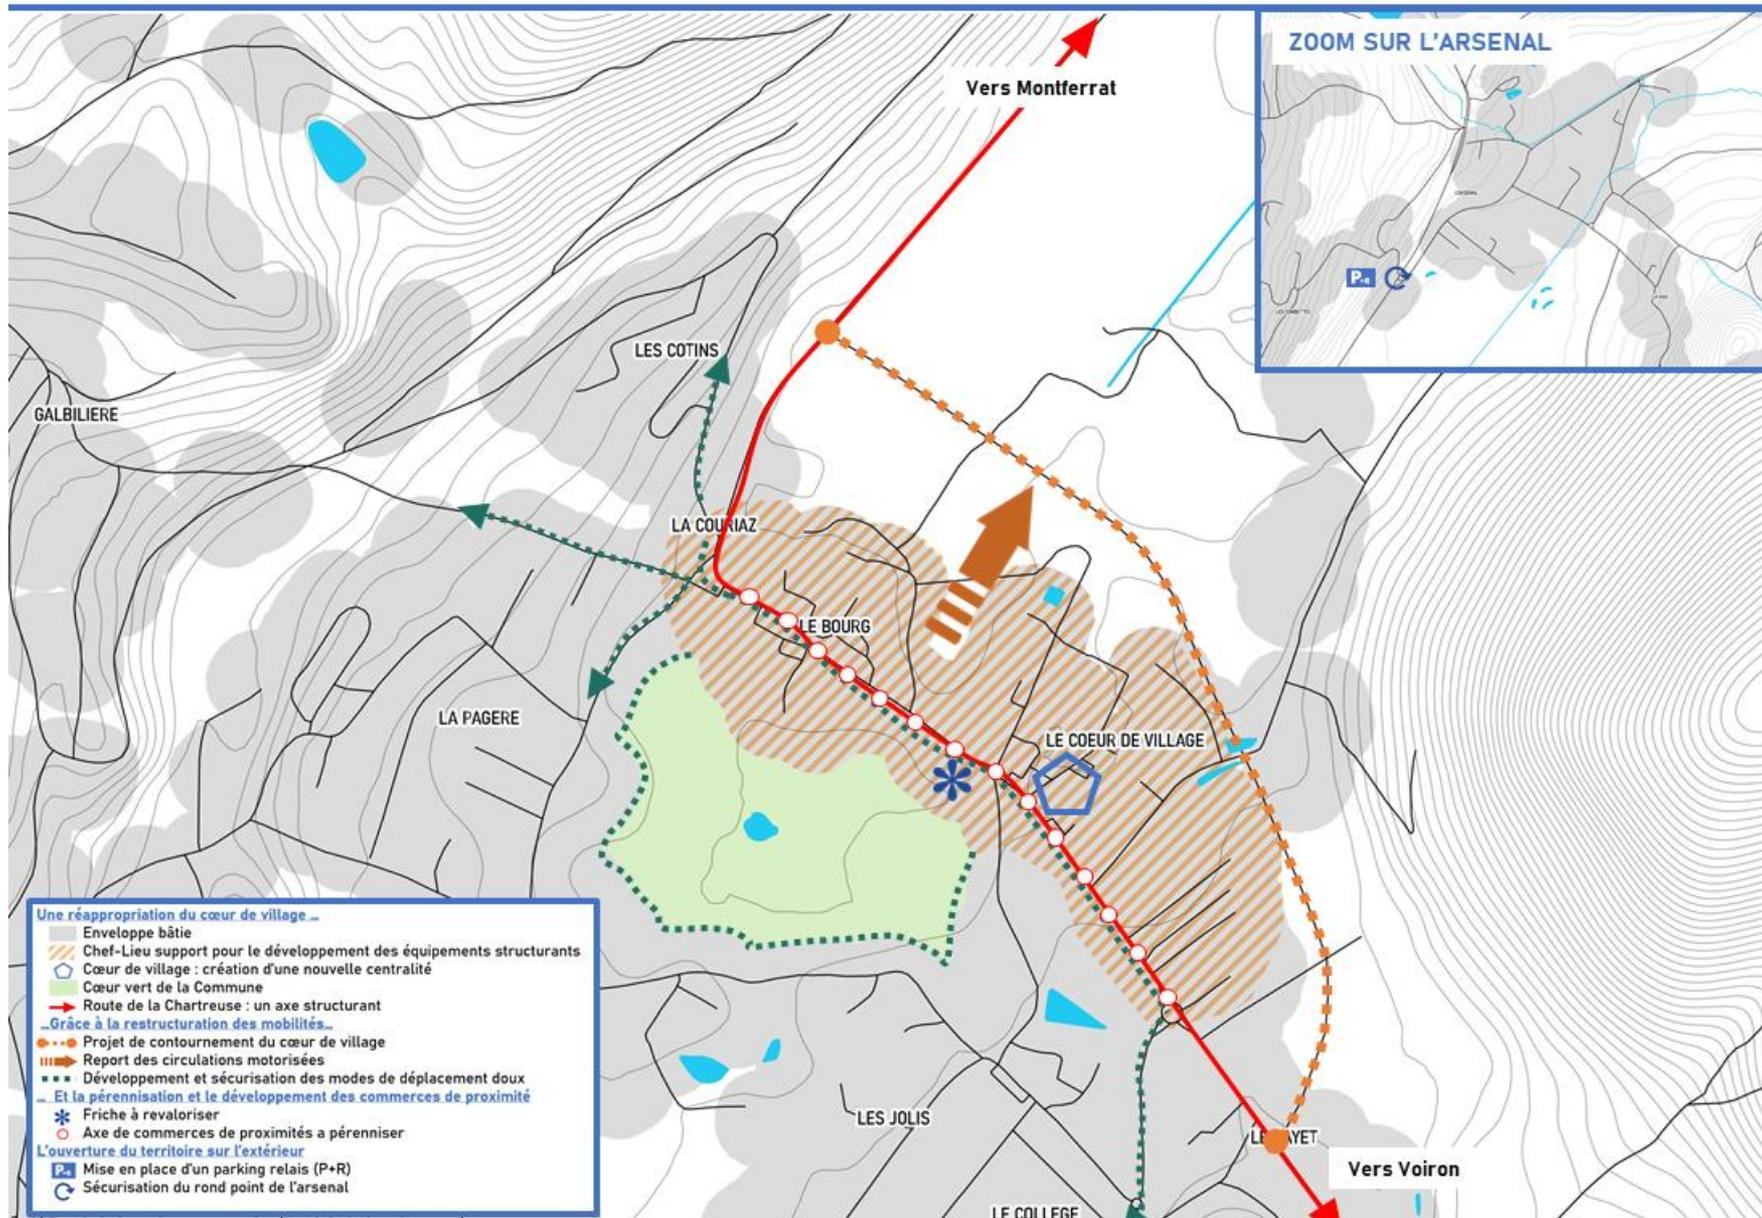 ZOOM SUR L'ARSENAL
Vers Montferrat
L'ARSENAL
P+R
LES COTINS
GALBILIERE
LA COURIAZ
LE BOURG
LA PAGERE
LE COEUR DE VILLAGE
LES JOLIS
Vers Voiron
LE COLLEGE
Une réappropriation du cœur de village ...
Enveloppe bâtie
Chef-Lieu support pour le développement des équipements structurants
Cœur de village : création d'une nouvelle centralité
Cœur vert de la Commune
Route de la Chartreuse : un axe structurant
...Grâce à la restructuration des mobilités...
Projet de contournement du cœur de village
Report des circulations motorisées
Développement et sécurisation des modes de déplacement doux
... Et la pérennisation et le développement des commerces de proximité
Friche à revaloriser
Axe de commerces de proximités a pérenniser
L'ouverture du territoire sur l'extérieur
P+R Mise en place d'un parking relais (P+R)
Sécurisation du rond point de l'arsenal